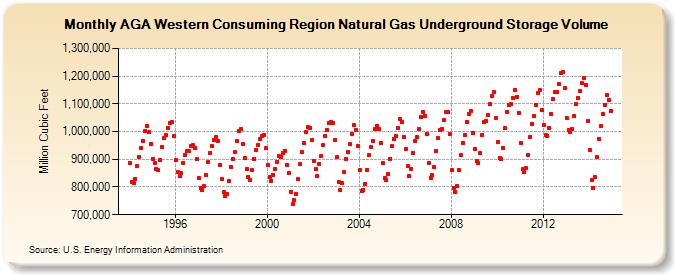 Monthly AGA Western Consuming Region Natural Gas Underground Storage Volume
Million Cubic Feet
1,300,000
1,200,000
1,100,000
1,000,000
900,000
800,000
700,000
1996 2000 2004 2008 2012
Source: U.S. Energy Information Administration